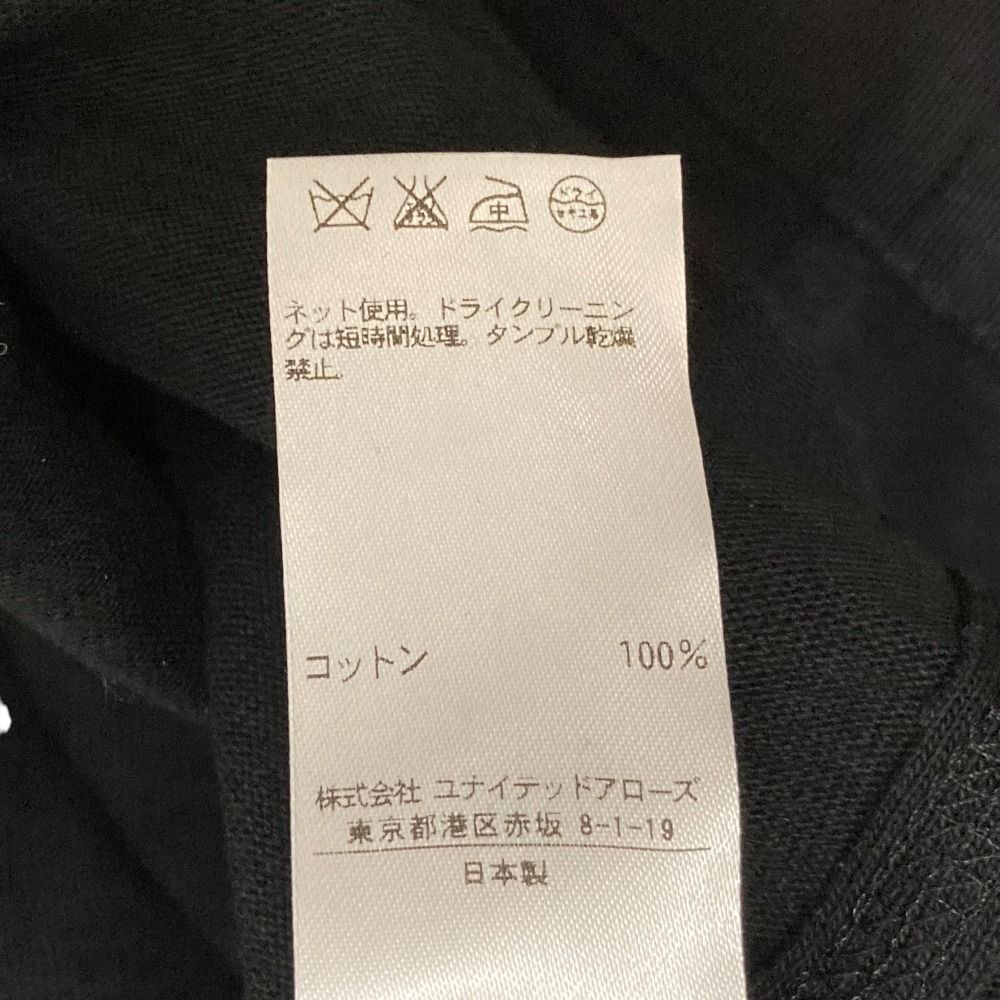 中 ドライ セキユ系
ネット使用。ドライクリーニン
グは短時間処理。タンブル乾燥
禁止。
コットン 100%
株式会社 ユナイテッドアローズ
東京都港区赤坂 8-1-19
日本製